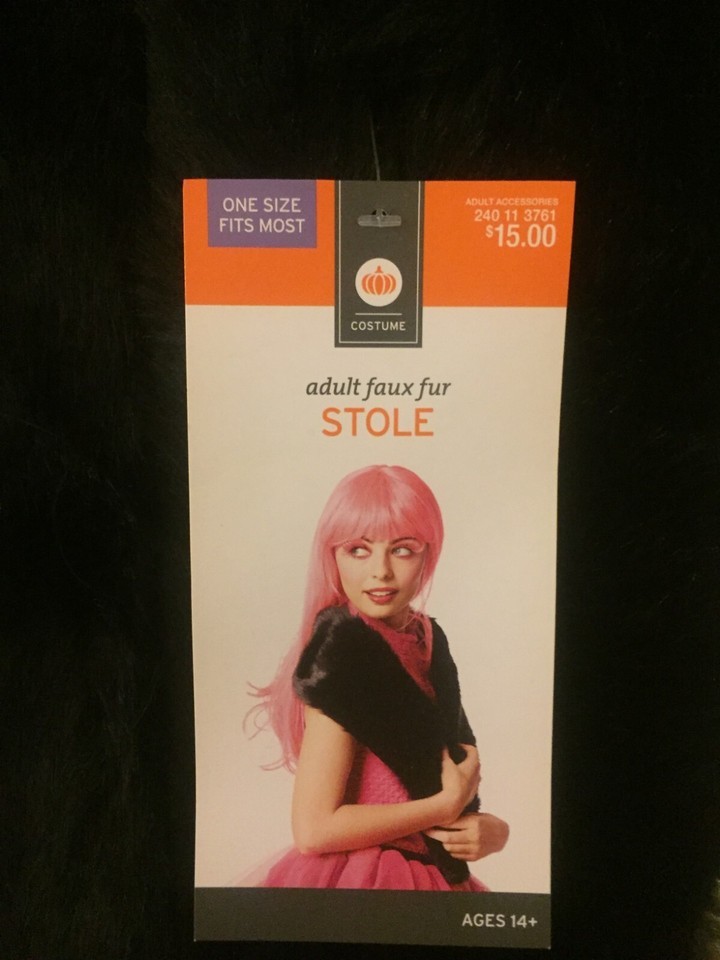 ONE SIZE
FITS MOST
COSTUME
ADULT ACCESSORIES
240 11 3761
$15.00
adult faux fur
STOLE
AGES 14+